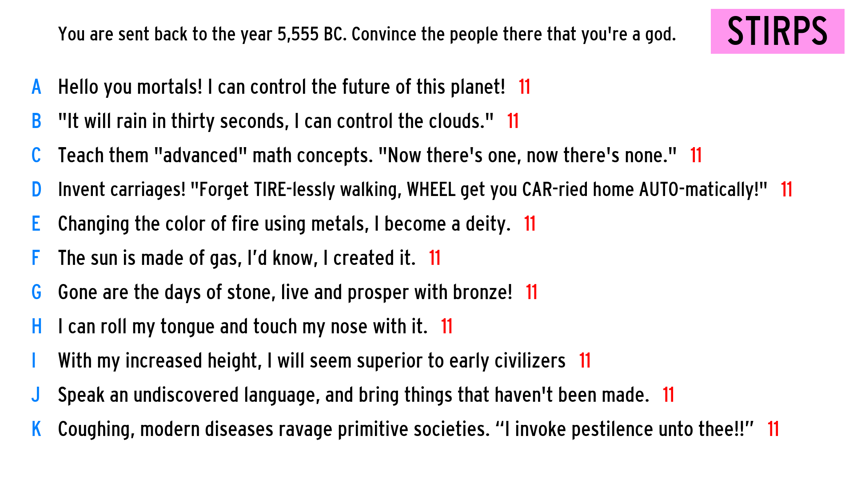 You are sent back to the year 5,555 BC. Convince the people there that you're a god.
STIRPS
A Hello you mortals! I can control the future of this planet! 11
B "It will rain in thirty seconds, I can control the clouds." 11
C Teach them "advanced" math concepts. "Now there's one, now there's none." 11
D Invent carriages! "Forget TIRE-lessly walking, WHEEL get you CAR-ried home AUTO-matically!" 11
E Changing the color of fire using metals, I become a deity. 11
F The sun is made of gas, I’d know, I created it. 11
G Gone are the days of stone, live and prosper with bronze! 11
H I can roll my tongue and touch my nose with it. 11
I With my increased height, I will seem superior to early civilizers 11
J Speak an undiscovered language, and bring things that haven't been made. 11
K Coughing, modern diseases ravage primitive societies. “I invoke pestilence unto thee!!” 11